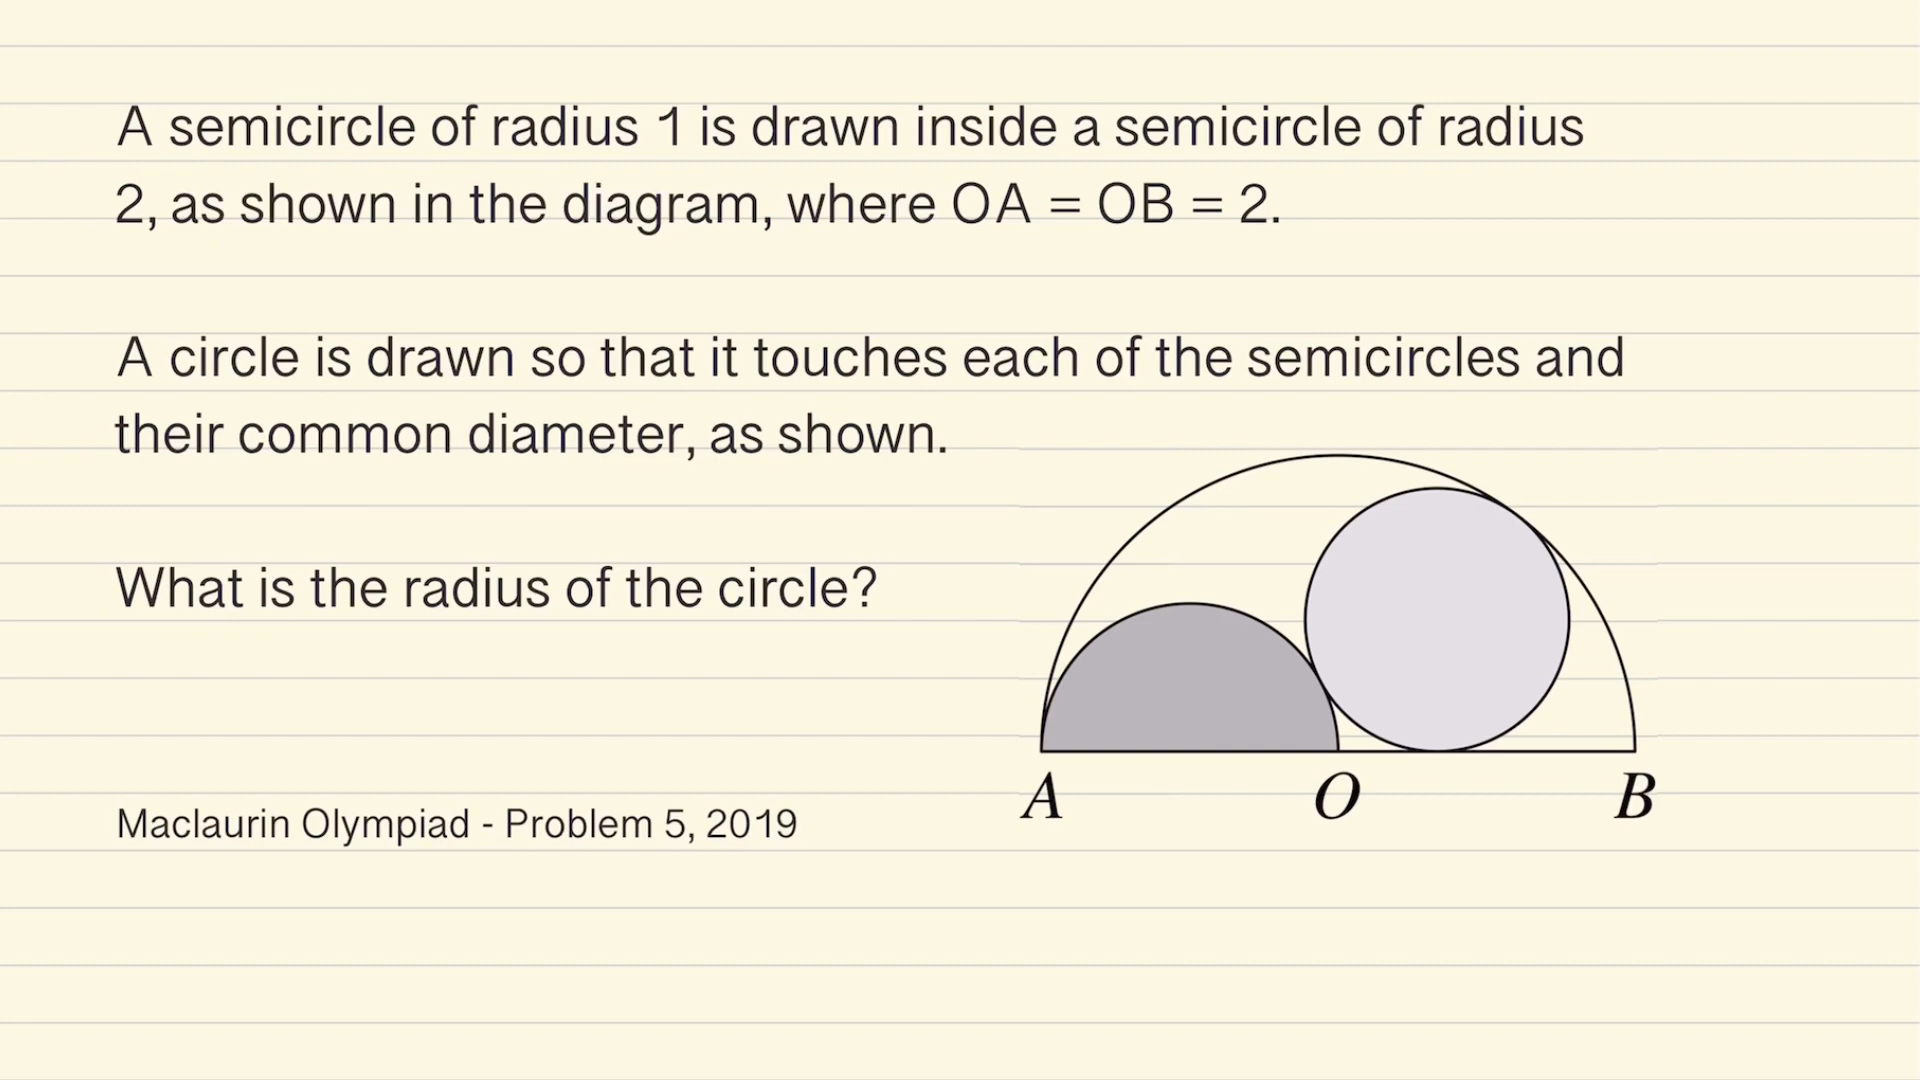 A semicircle of radius 1 is drawn inside a semicircle of radius
2, as shown in the diagram, where OA = OB = 2.
A circle is drawn so that it touches each of the semicircles and
their common diameter, as shown.
What is the radius of the circle?
A O B
Maclaurin Olympiad - Problem 5, 2019